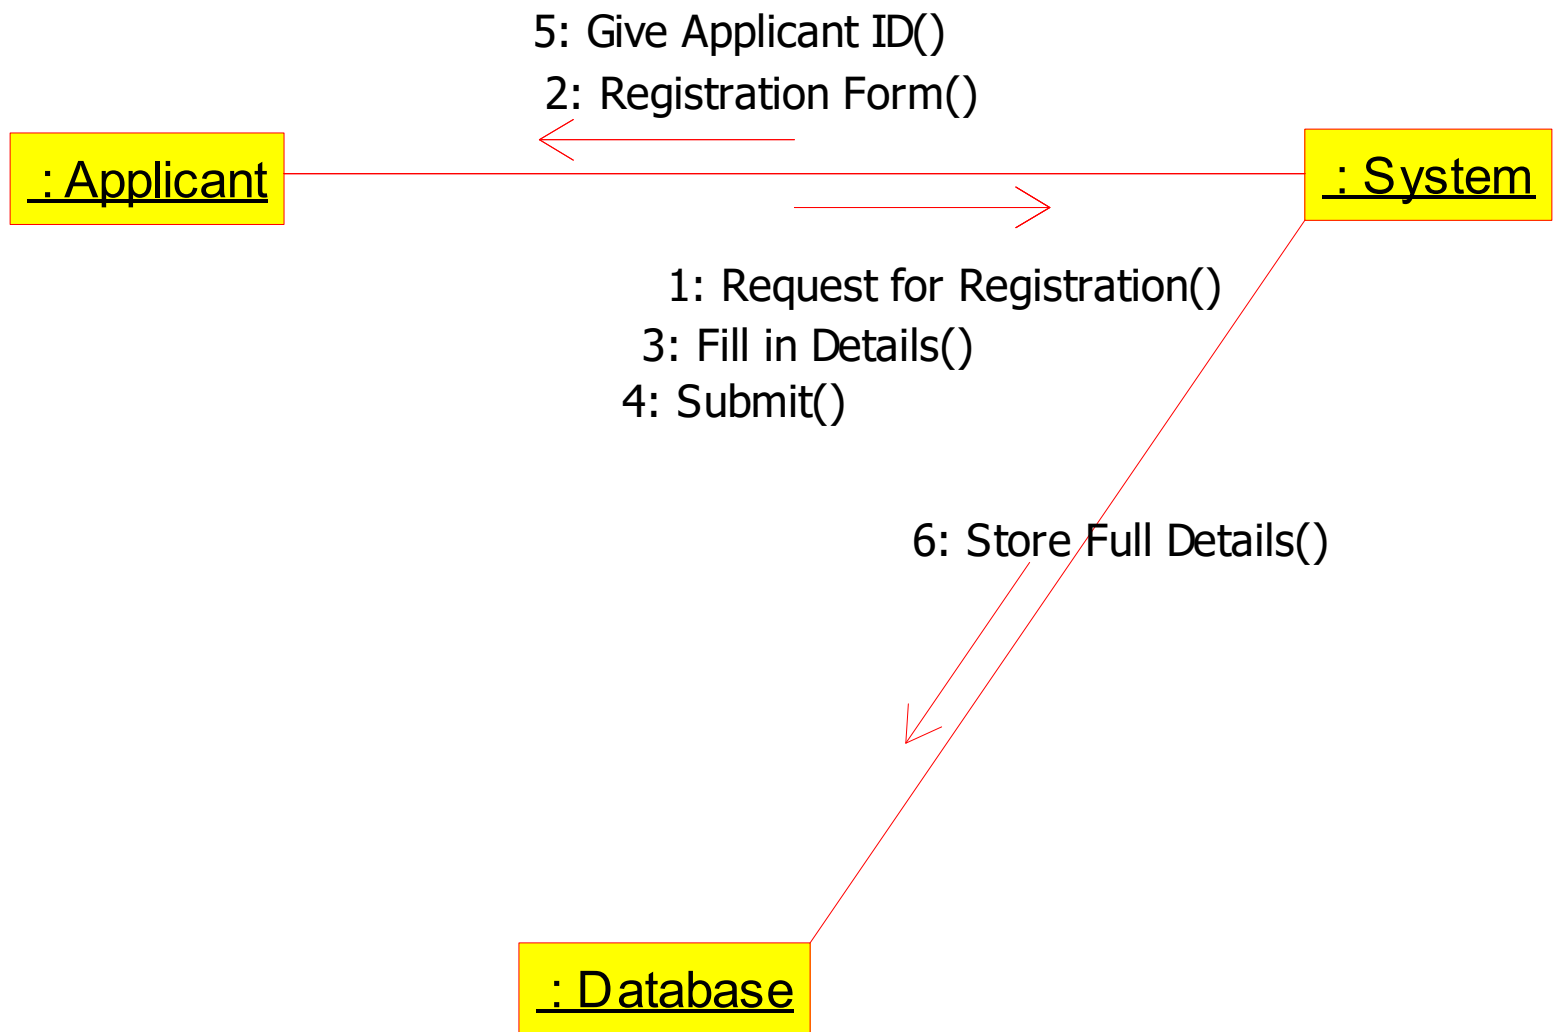 5: Give Applicant ID()
2: Registration Form()
: Applicant
: System
1: Request for Registration()
3: Fill in Details()
4: Submit()
6: Store Full Details()
: Database